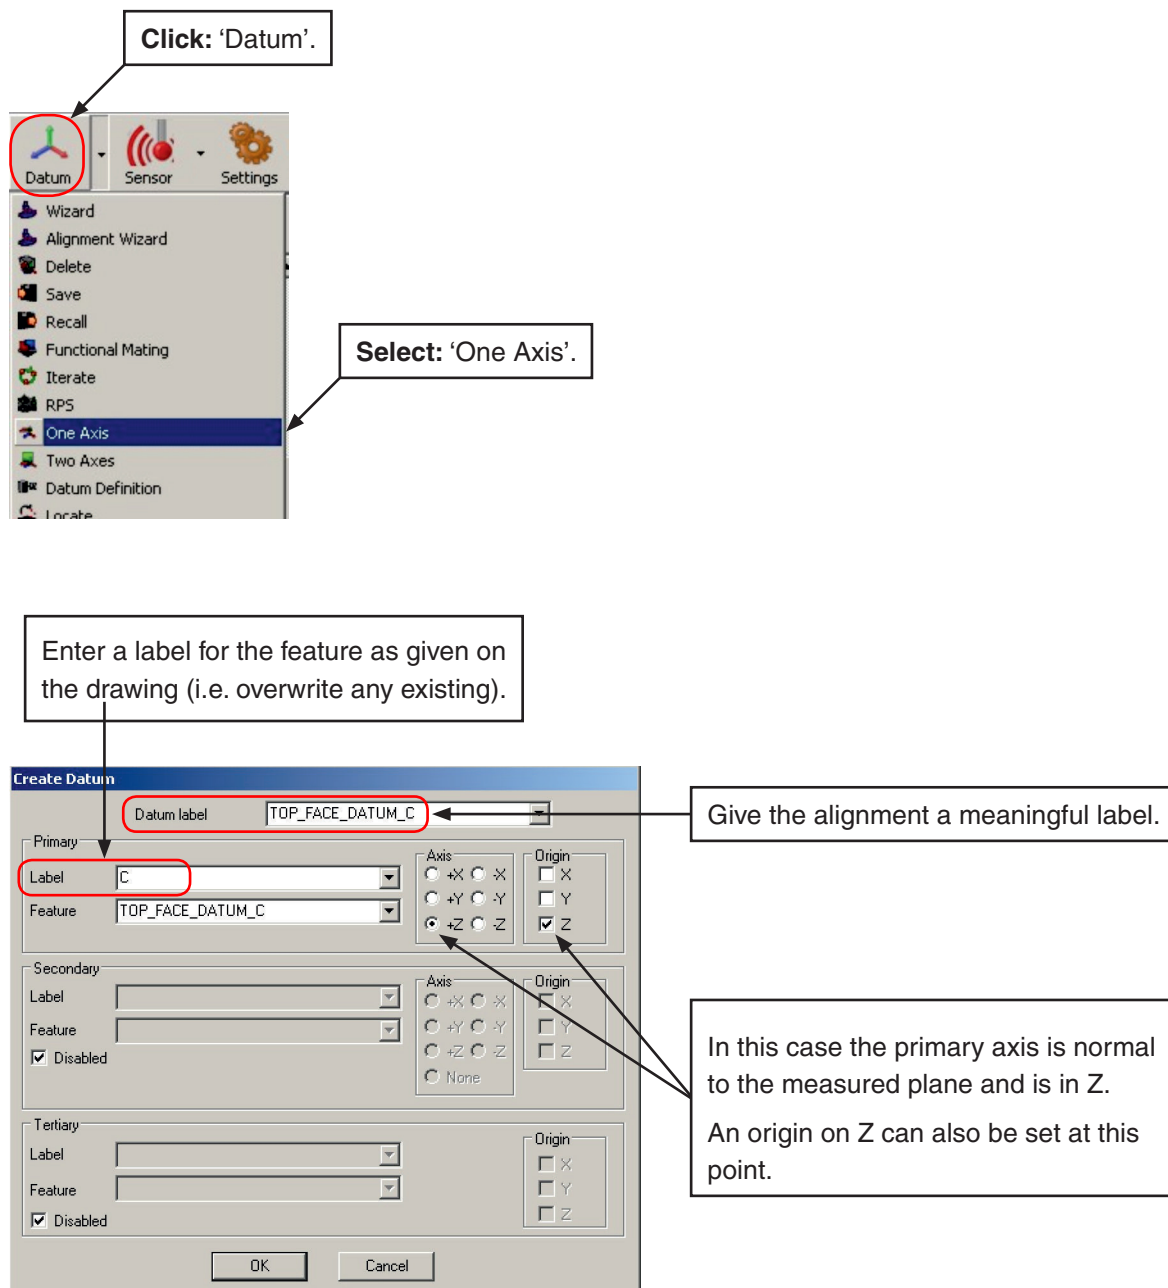 Click: ‘Datum’.
Datum
Sensor
Settings
Wizard
Alignment Wizard
Delete
Save
Recall
Functional Mating
Iterate
RPS
One Axis
Two Axes
Datum Definition
Locate
Select: ‘One Axis’.
Enter a label for the feature as given on
the drawing (i.e. overwrite any existing).
Create Datum
Datum label TOP_FACE_DATUM_C
Give the alignment a meaningful label.
Primary
Axis Origin
Label C +X -X X
+Y -Y Y
Feature TOP_FACE_DATUM_C
+Z -Z Z
Secondary
Axis Origin
Label +X -X X
Feature +Y -Y Y
Disabled +Z -Z Z
None
In this case the primary axis is normal
to the measured plane and is in Z.
An origin on Z can also be set at this
point.
Tertiary
Origin
Label X
Feature Y
Disabled Z
OK Cancel